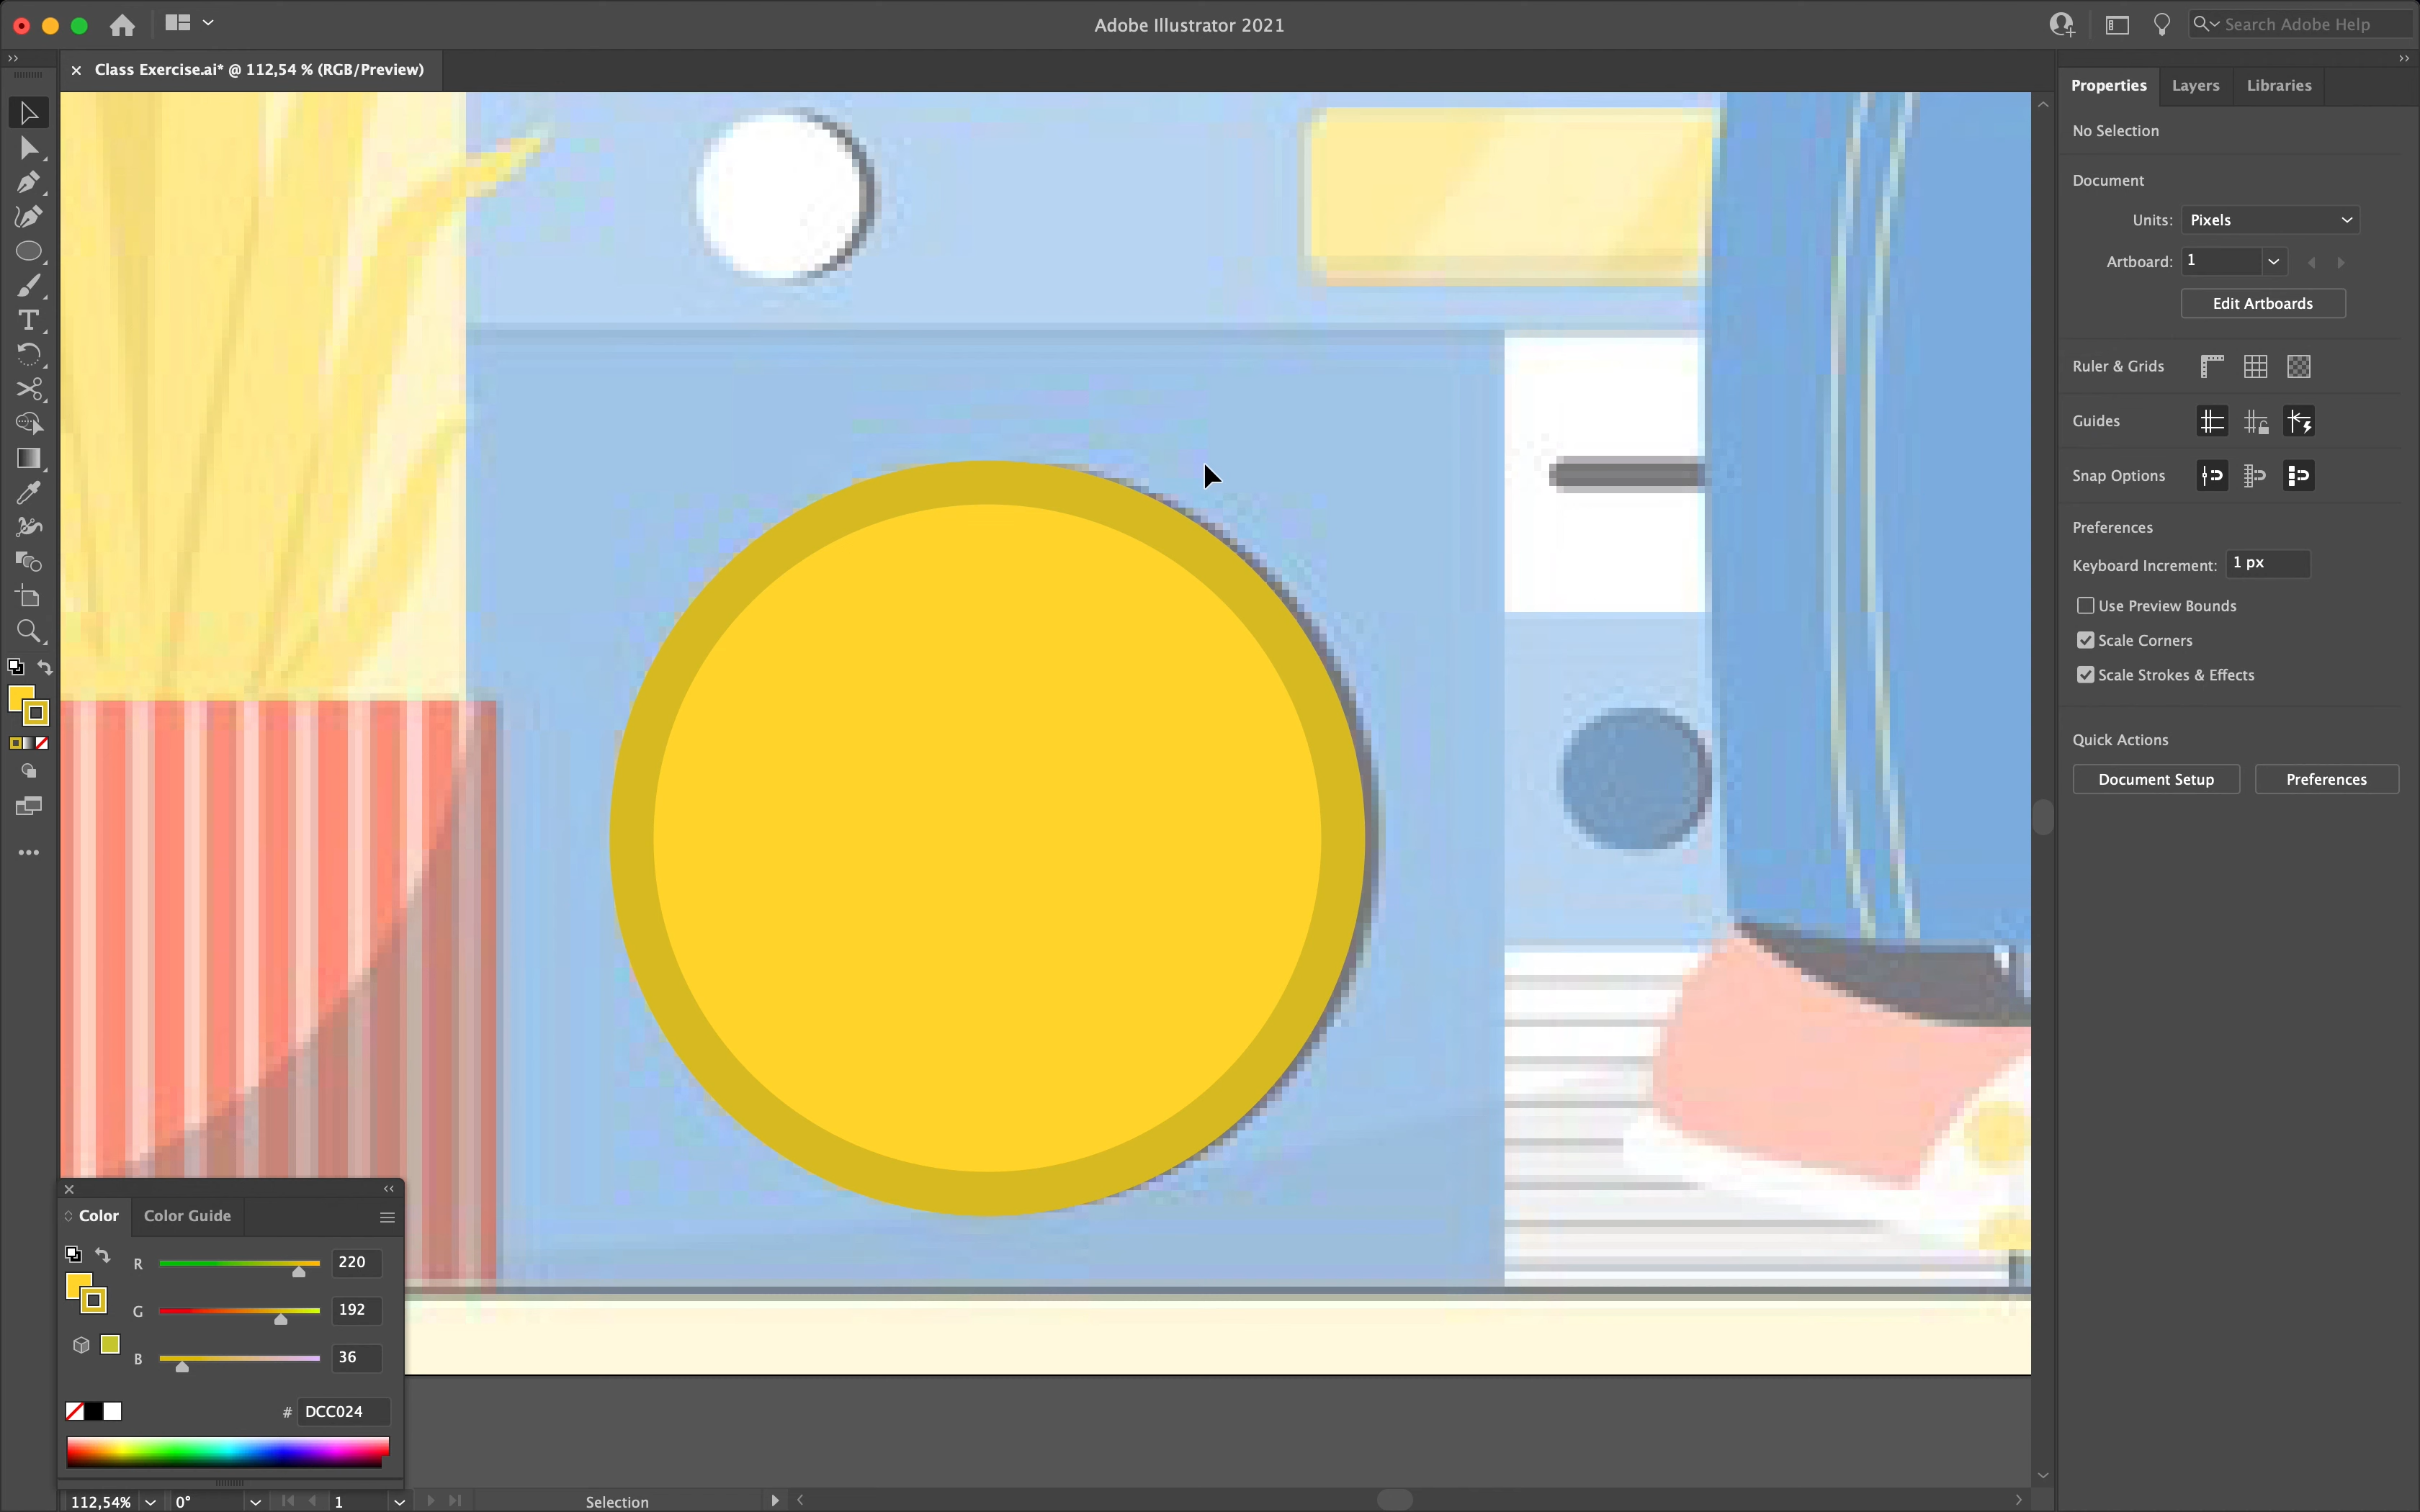 Adobe Illustrator 2021
Search Adobe Help
Class Exercise.ai* @ 112,54 % (RGB/Preview)
Properties
Layers
Libraries
No Selection
Document
Units: Pixels
Artboard: 1
Edit Artboards
Ruler & Grids
Guides
Snap Options
Preferences
Keyboard Increment: 1 px
Use Preview Bounds
Scale Corners
Scale Strokes & Effects
Quick Actions
Document Setup
Preferences
Color
Color Guide
R 220
G 192
B 36
# DCC024
112,54%
0°
1
Selection